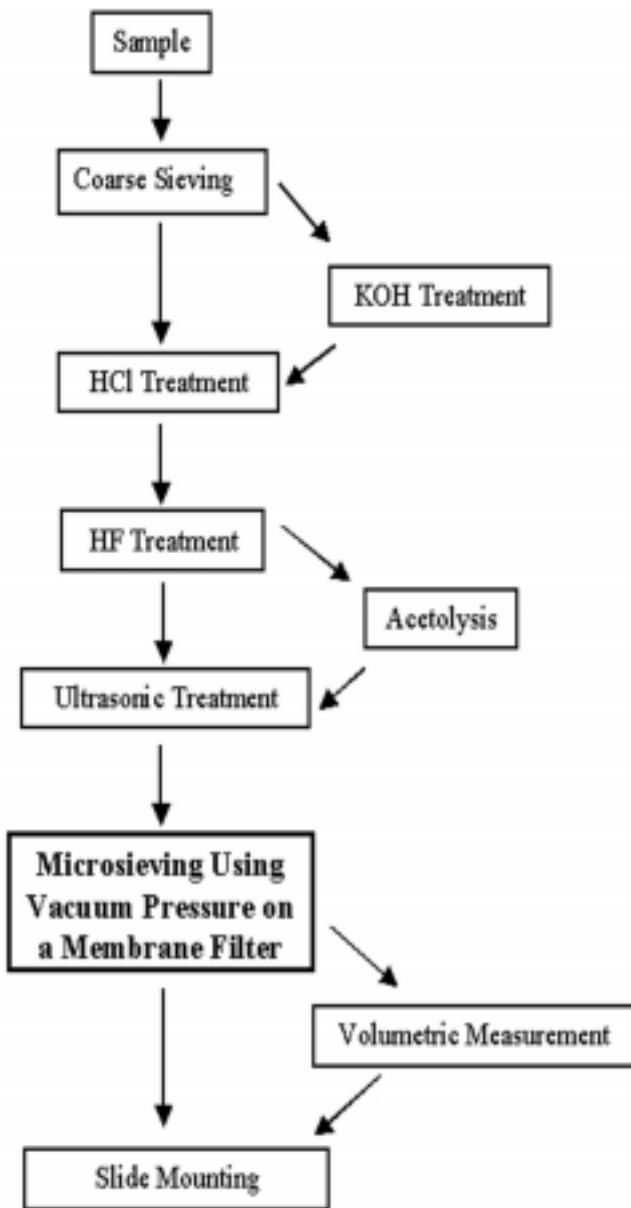 Sample
Coarse Sieving
KOH Treatment
HCl Treatment
HF Treatment
Acetolysis
Ultrasonic Treatment
Microsieving Using
Vacuum Pressure on
a Membrane Filter
Volumetric Measurement
Slide Mounting